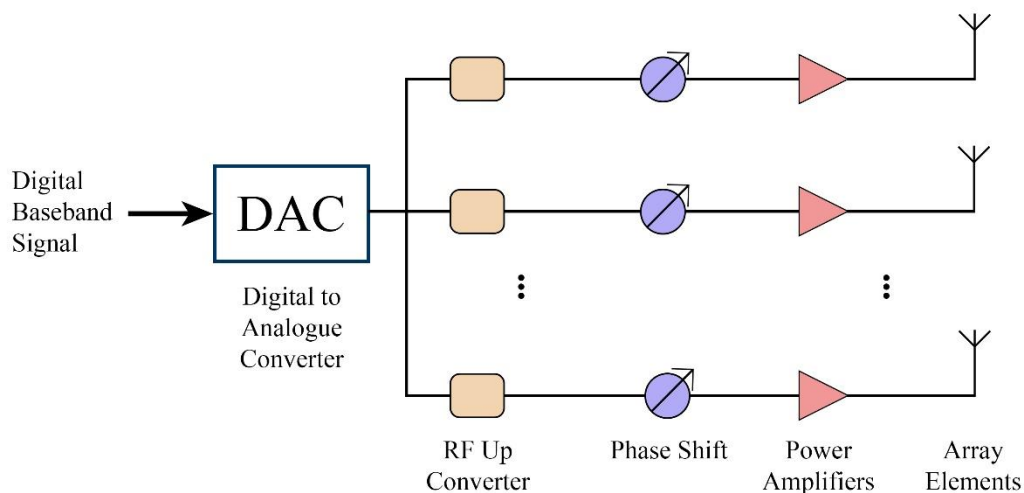 Digital
Baseband
Signal
DAC
Digital to
Analogue
Converter
RF Up
Converter
Phase Shift
Power
Amplifiers
Array
Elements